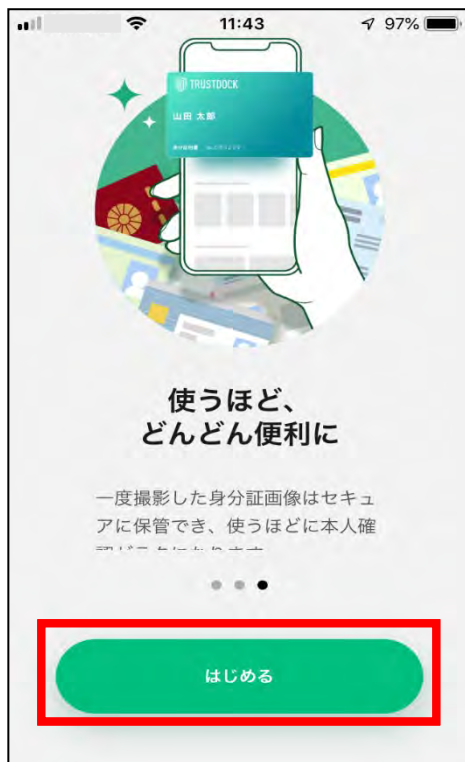 11:43
97%
TRUSTDOCK
山田 太郎
使うほど、
どんどん便利に
一度撮影した身分証画像はセキュ
アに保管でき、使うほどに本人確
はじめる